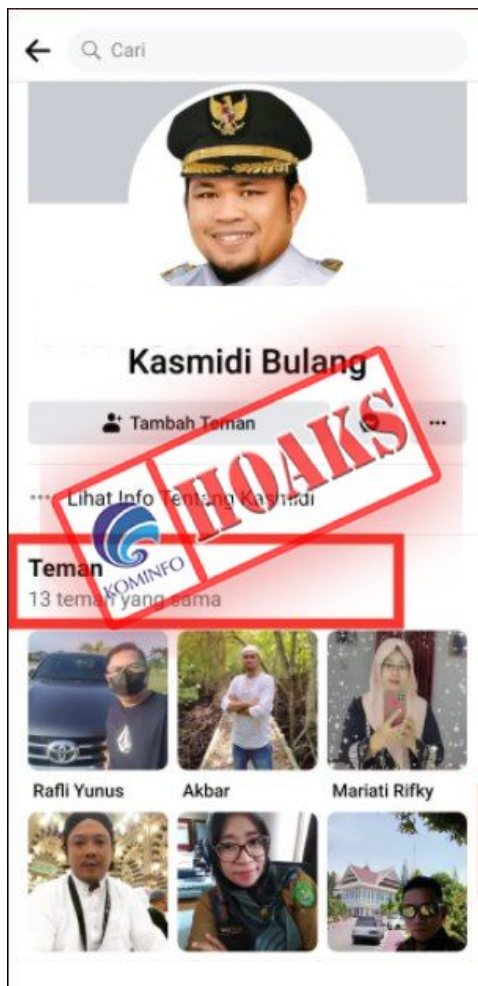 Cari
Kasmidi Bulang
Tambah Teman
Lihat Info Tentang Kasmidi
HOAKS
KOMINFO
Teman
13 teman yang sama
Rafli Yunus
Akbar
Mariati Rifky